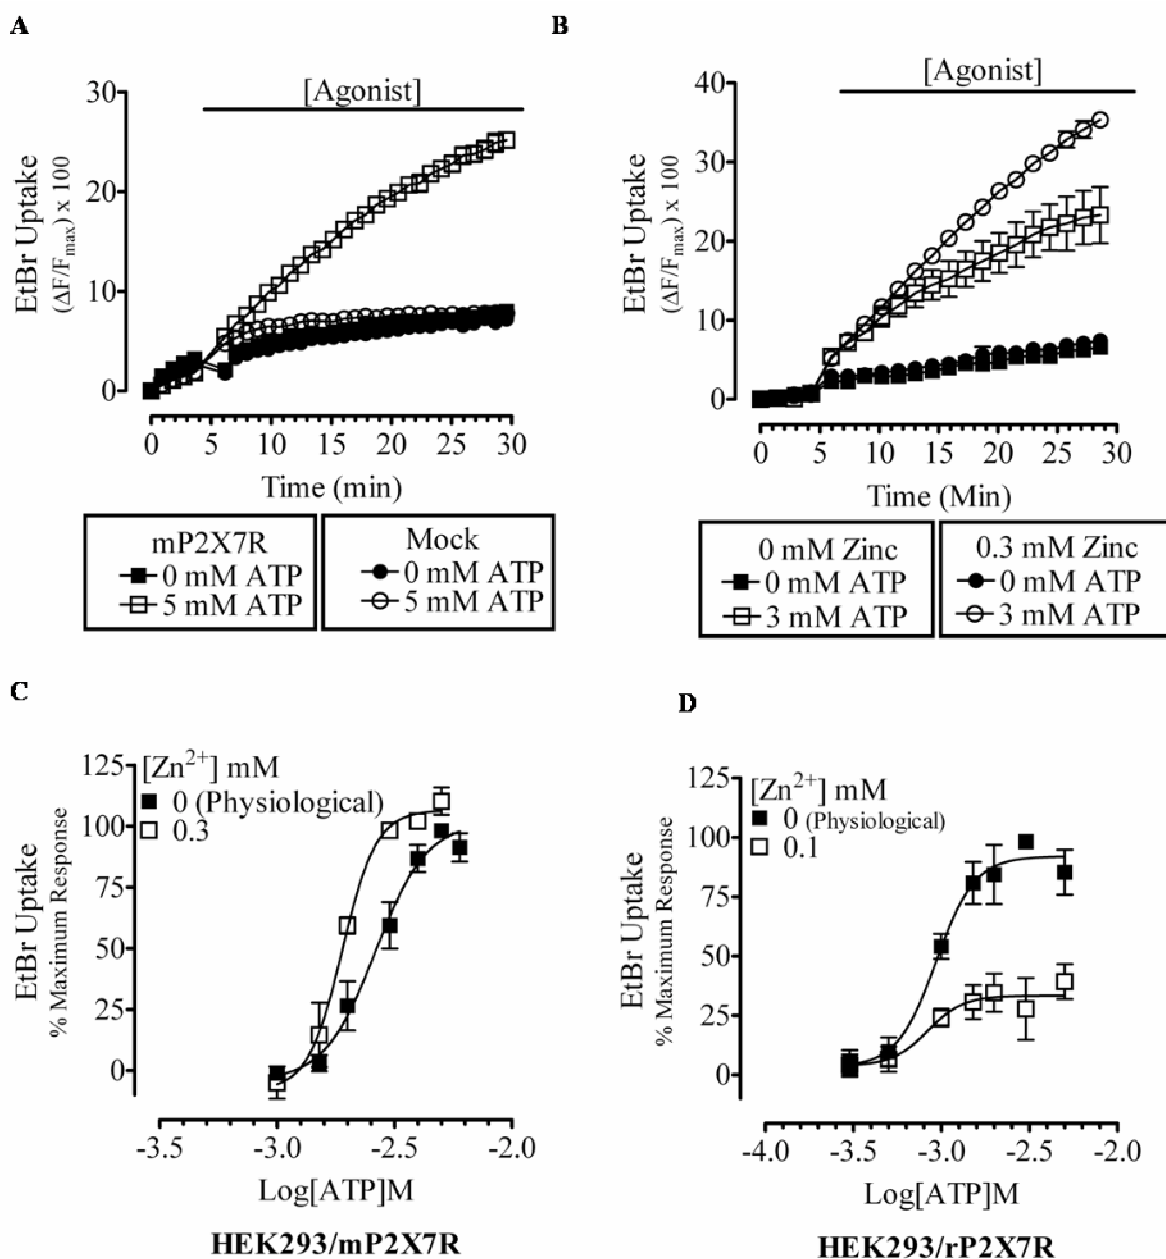 A
B
[Agonist]
[Agonist]
EtBr Uptake
(ΔF/Fmax) x 100
30
20
10
0
0 5 10 15 20 25 30
Time (min)
EtBr Uptake
(ΔF/Fmax) x 100
40
30
20
10
0
0 5 10 15 20 25 30
Time (Min)
mP2X7R
0 mM ATP
5 mM ATP
Mock
0 mM ATP
5 mM ATP
0 mM Zinc
0 mM ATP
3 mM ATP
0.3 mM Zinc
0 mM ATP
3 mM ATP
C
D
EtBr Uptake
% Maximum Response
125
100
75
50
25
0
[Zn2+] mM
0 (Physiological)
0.3
-3.5 -3.0 -2.5 -2.0
Log[ATP]M
HEK293/mP2X7R
EtBr Uptake
% Maximum Response
125
100
75
50
25
0
[Zn2+] mM
0 (Physiological)
0.1
-4.0 -3.5 -3.0 -2.5 -2.0
Log[ATP]M
HEK293/rP2X7R